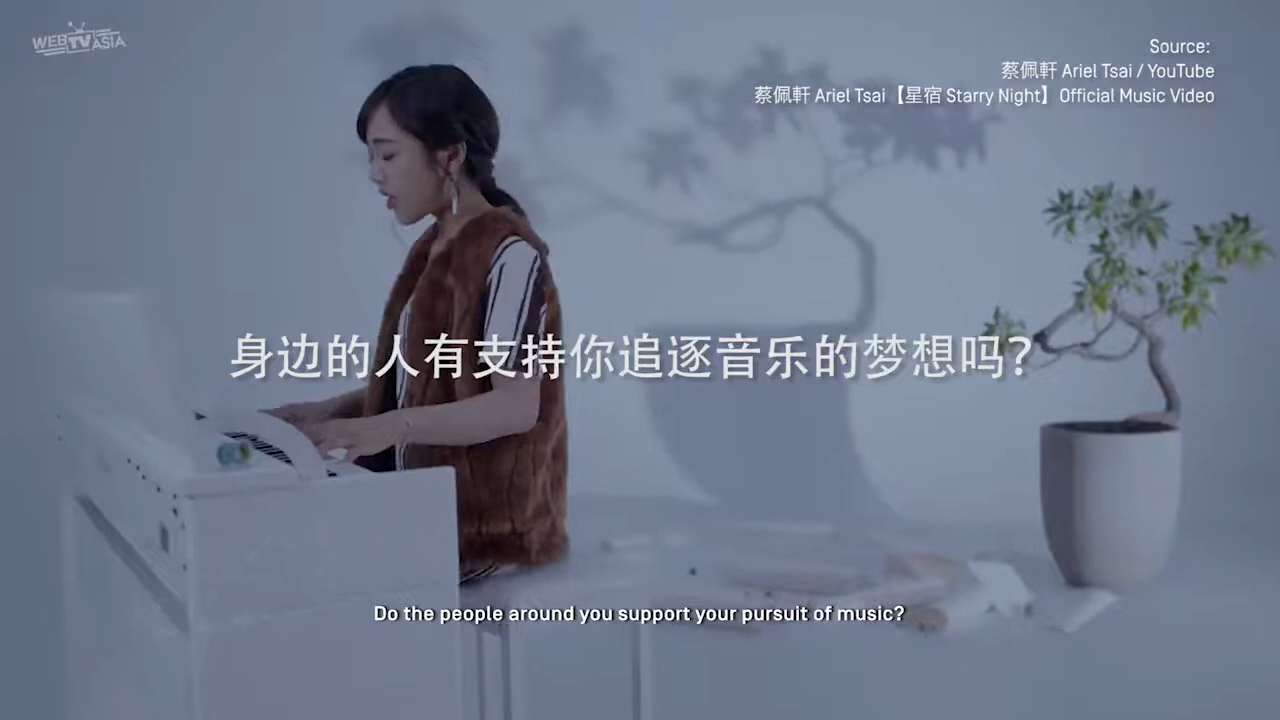 WEBTVASIA
Source:
蔡佩軒 Ariel Tsai / YouTube
蔡佩軒 Ariel Tsai【星宿 Starry Night】Official Music Video
身边的人有支持你追逐音乐的梦想吗?
Do the people around you support your pursuit of music?